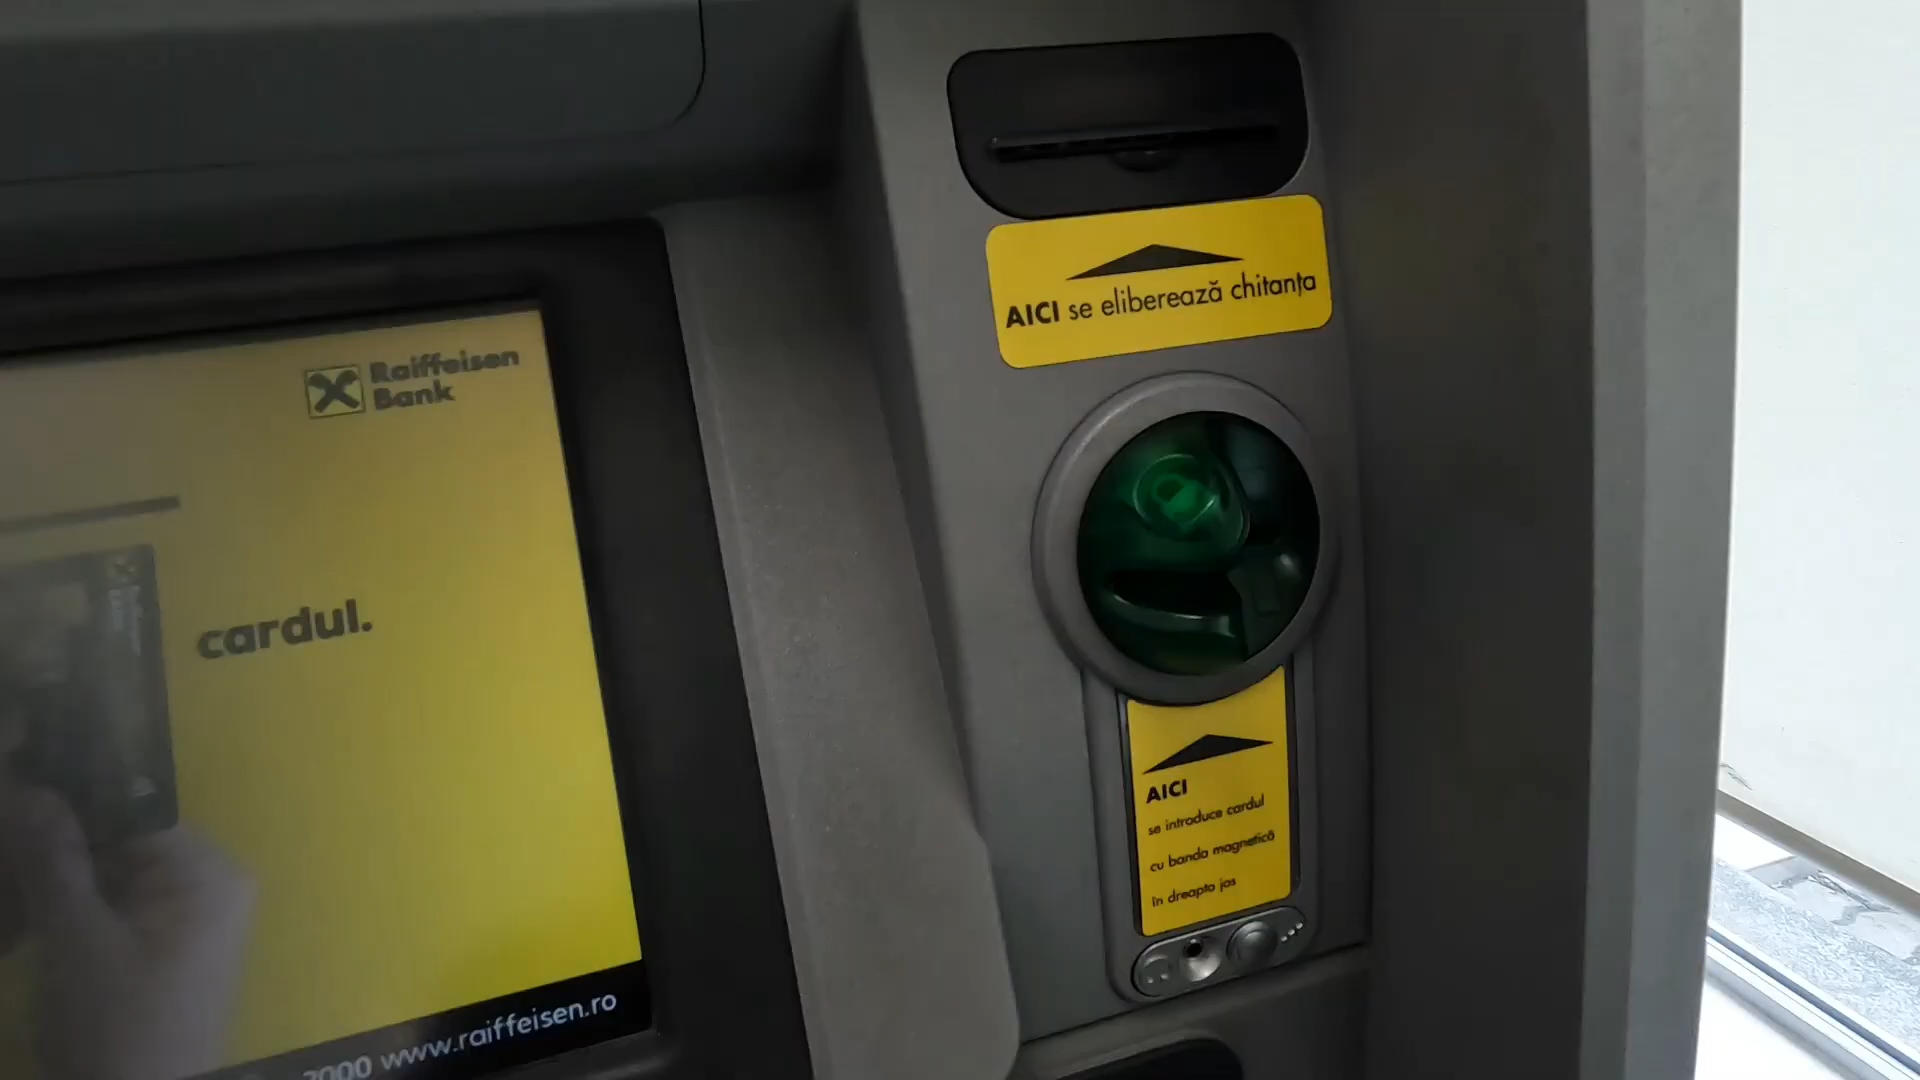 Raiffeisen
Bank
cardul.
2000 www.raiffeisen.ro
AICI se eliberează chitanța
AICI
se introduce cardul
cu banda magnetică
în dreapta jos